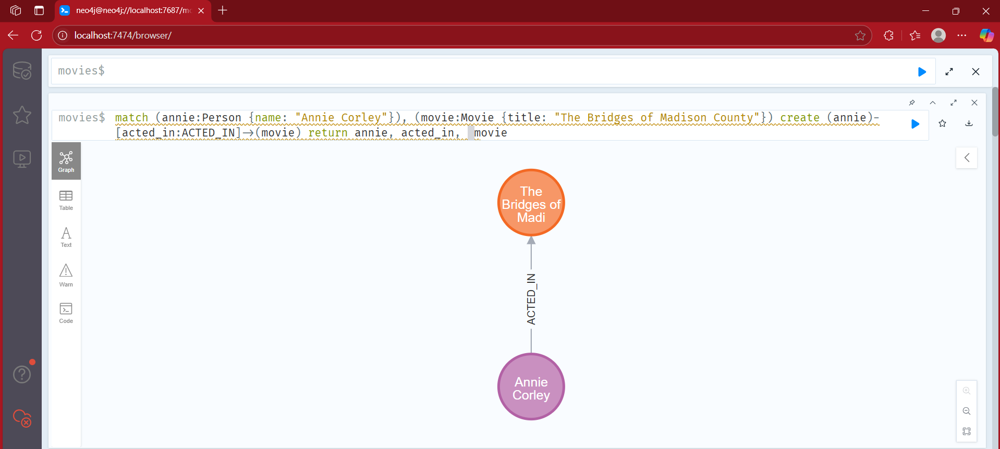 neo4j@neo4j://localhost:7687/mo
localhost:7474/browser/
movies$
movies$ match (annie:Person {name: "Annie Corley"}), (movie:Movie {title: "The Bridges of Madison County"}) create (annie)-
[acted_in:ACTED_IN]->(movie) return annie, acted_in, movie
Graph
Table
Text
Warn
Code
The
Bridges of
Madi
ACTED_IN
Annie
Corley